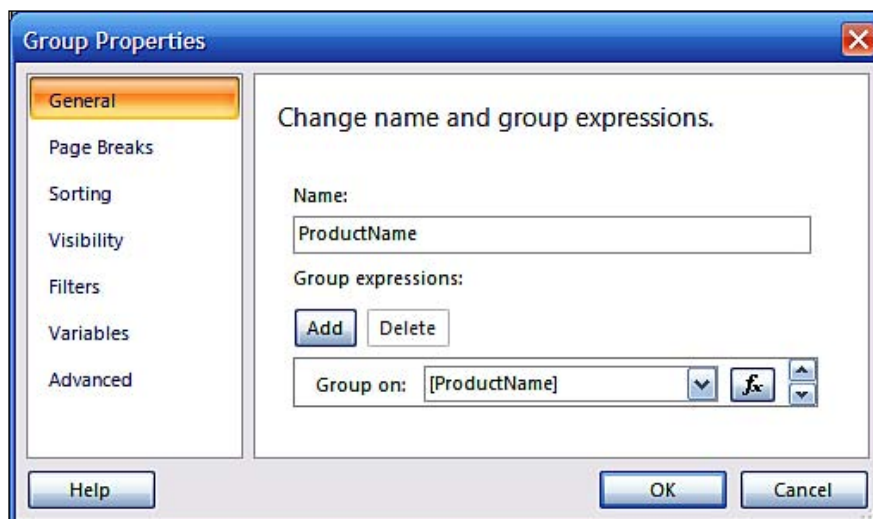 Group Properties
General
Page Breaks
Sorting
Visibility
Filters
Variables
Advanced
Change name and group expressions.
Name:
ProductName
Group expressions:
Add Delete
Group on: [ProductName] fx
Help OK Cancel